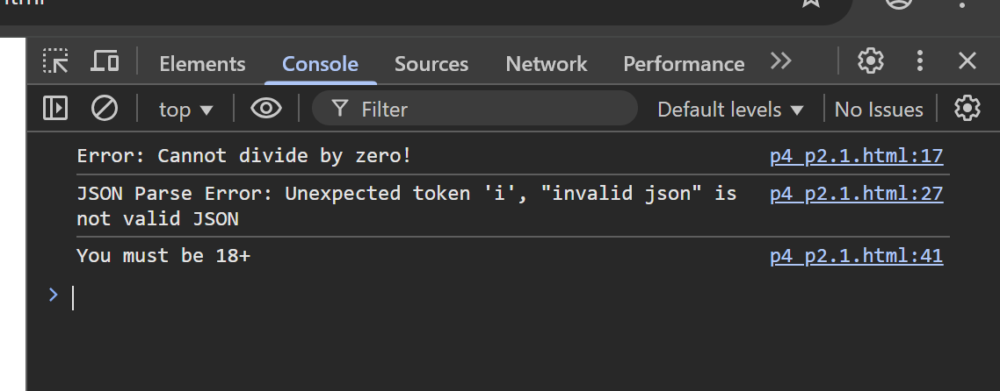 Elements Console Sources Network Performance
top Filter Default levels No Issues
Error: Cannot divide by zero! p4_p2.1.html:17
JSON Parse Error: Unexpected token 'i', "invalid json" is p4_p2.1.html:27
not valid JSON
You must be 18+ p4_p2.1.html:41